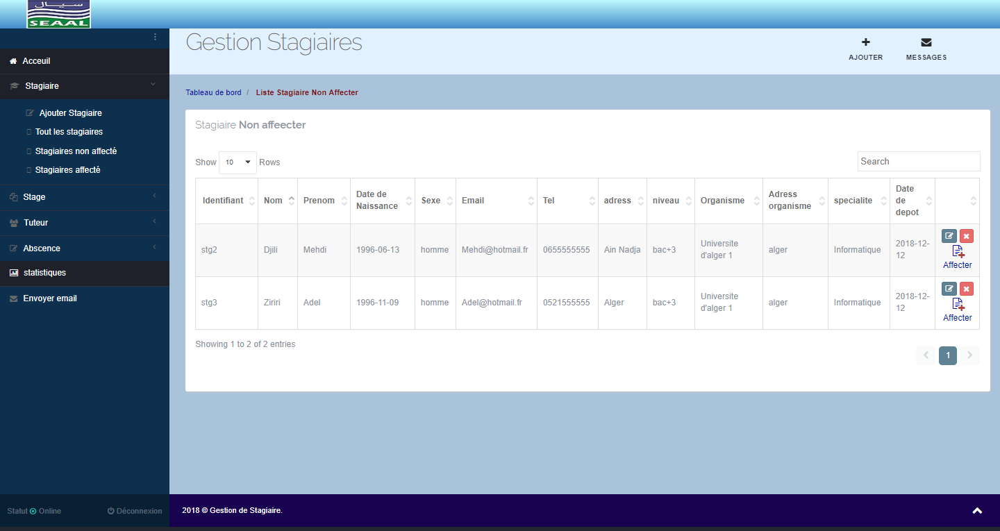 سيال
SEAAL
Gestion Stagiaires
AJOUTER
MESSAGES
Acceuil
Stagiaire
Ajouter Stagiaire
Tout les stagiaires
Stagiaires non affecté
Stagiaires affecté
Stage
Tuteur
Abscence
statistiques
Envoyer email
Statut Online
Déconnexion
Tableau de bord / Liste Stagiaire Non Affecter
Stagiaire Non affeecter
Show 10 Rows
Search
Identifiant Nom Prenom Date de Naissance Sexe Email Tel adress niveau Organisme Adress organisme specialite Date de depot
stg2 Djili Mehdi 1996-06-13 homme Mehdi@hotmail.fr 0655555555 Ain Nadja bac+3 Universite d'alger 1 alger Informatique 2018-12-12
Affecter
stg3 Ziriri Adel 1996-11-09 homme Adel@hotmail.fr 0521555555 Alger bac+3 Universite d'alger 1 alger Informatique 2018-12-12
Affecter
Showing 1 to 2 of 2 entries
1
2018 © Gestion de Stagiaire.